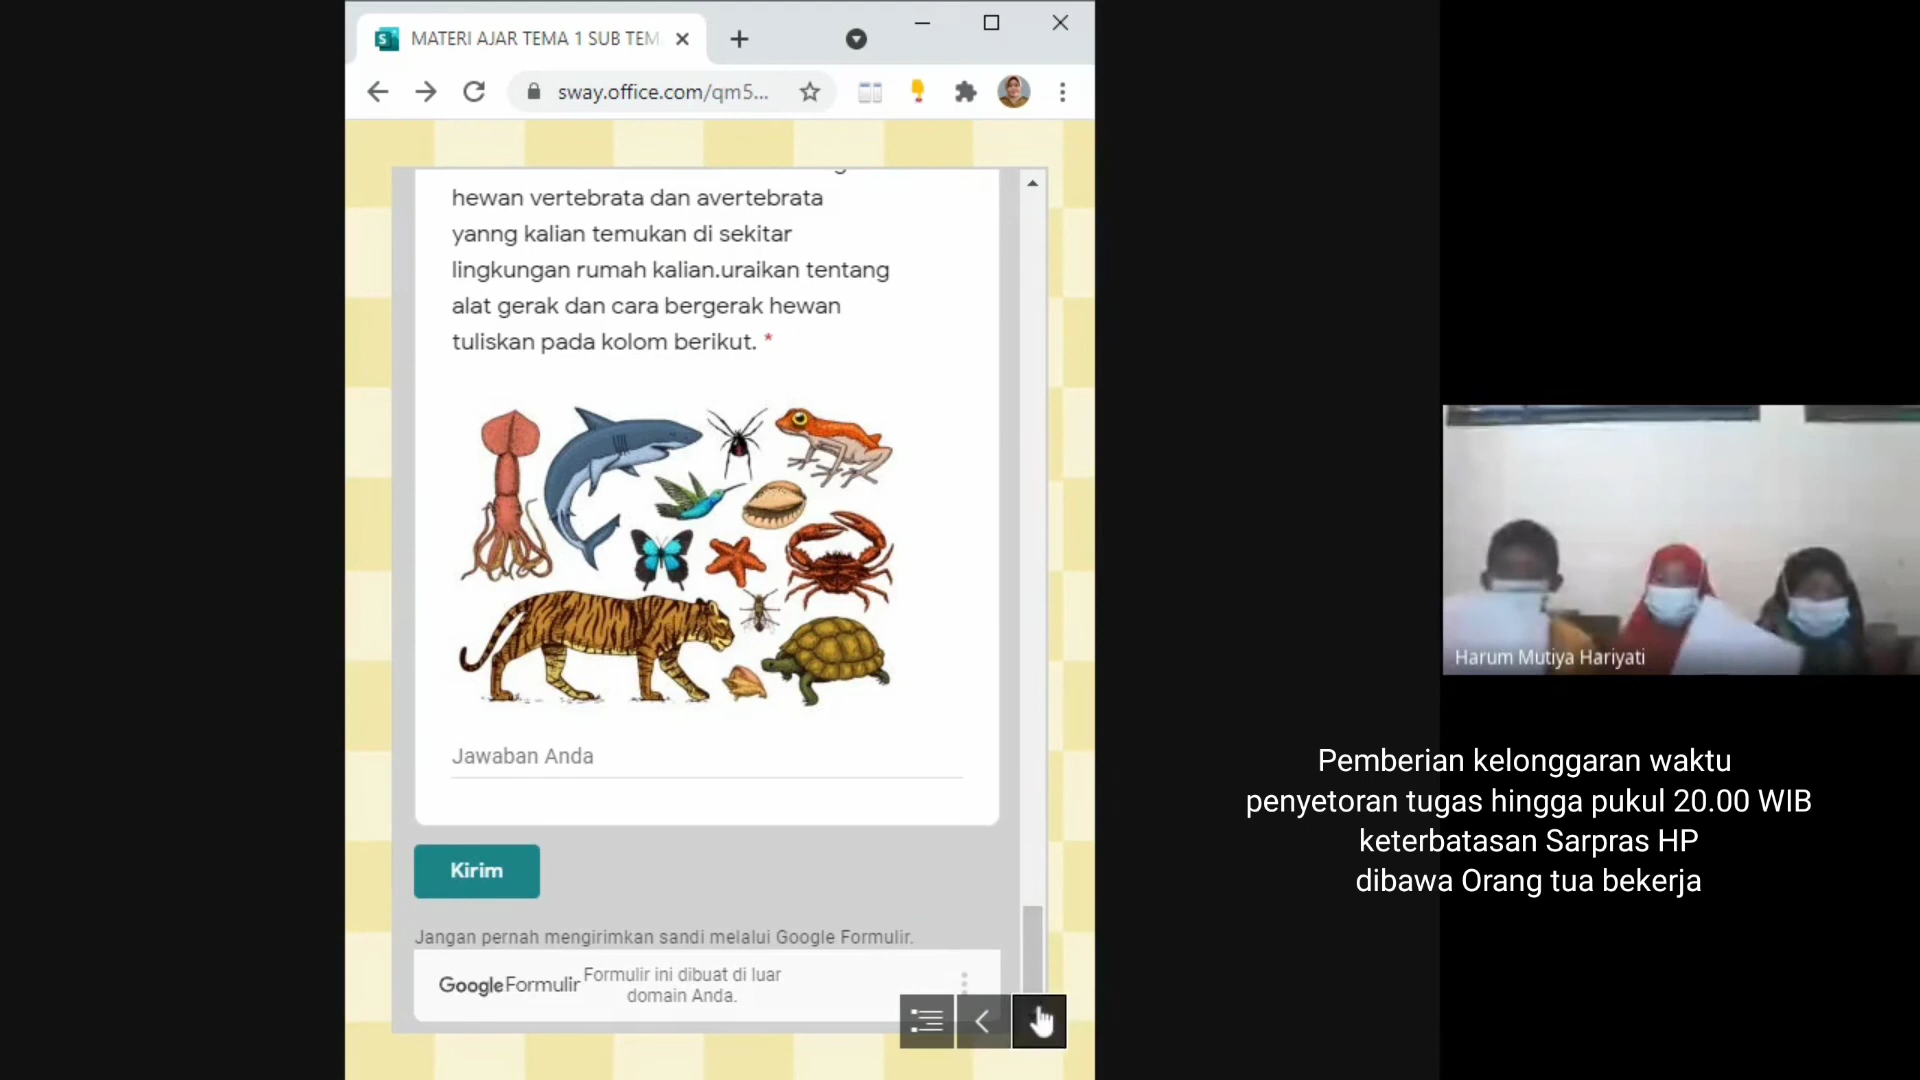 MATERI AJAR TEMA 1 SUB TEM
sway.office.com/qm5...
hewan vertebrata dan avertebrata
yanng kalian temukan di sekitar
lingkungan rumah kalian.uraikan tentang
alat gerak dan cara bergerak hewan
tuliskan pada kolom berikut. *
Jawaban Anda
Kirim
Jangan pernah mengirimkan sandi melalui Google Formulir.
Google Formulir
Formulir ini dibuat di luar
domain Anda.
Harum Mutiya Hariyati
Pemberian kelonggaran waktu
penyetoran tugas hingga pukul 20.00 WIB
keterbatasan Sarpras HP
dibawa Orang tua bekerja